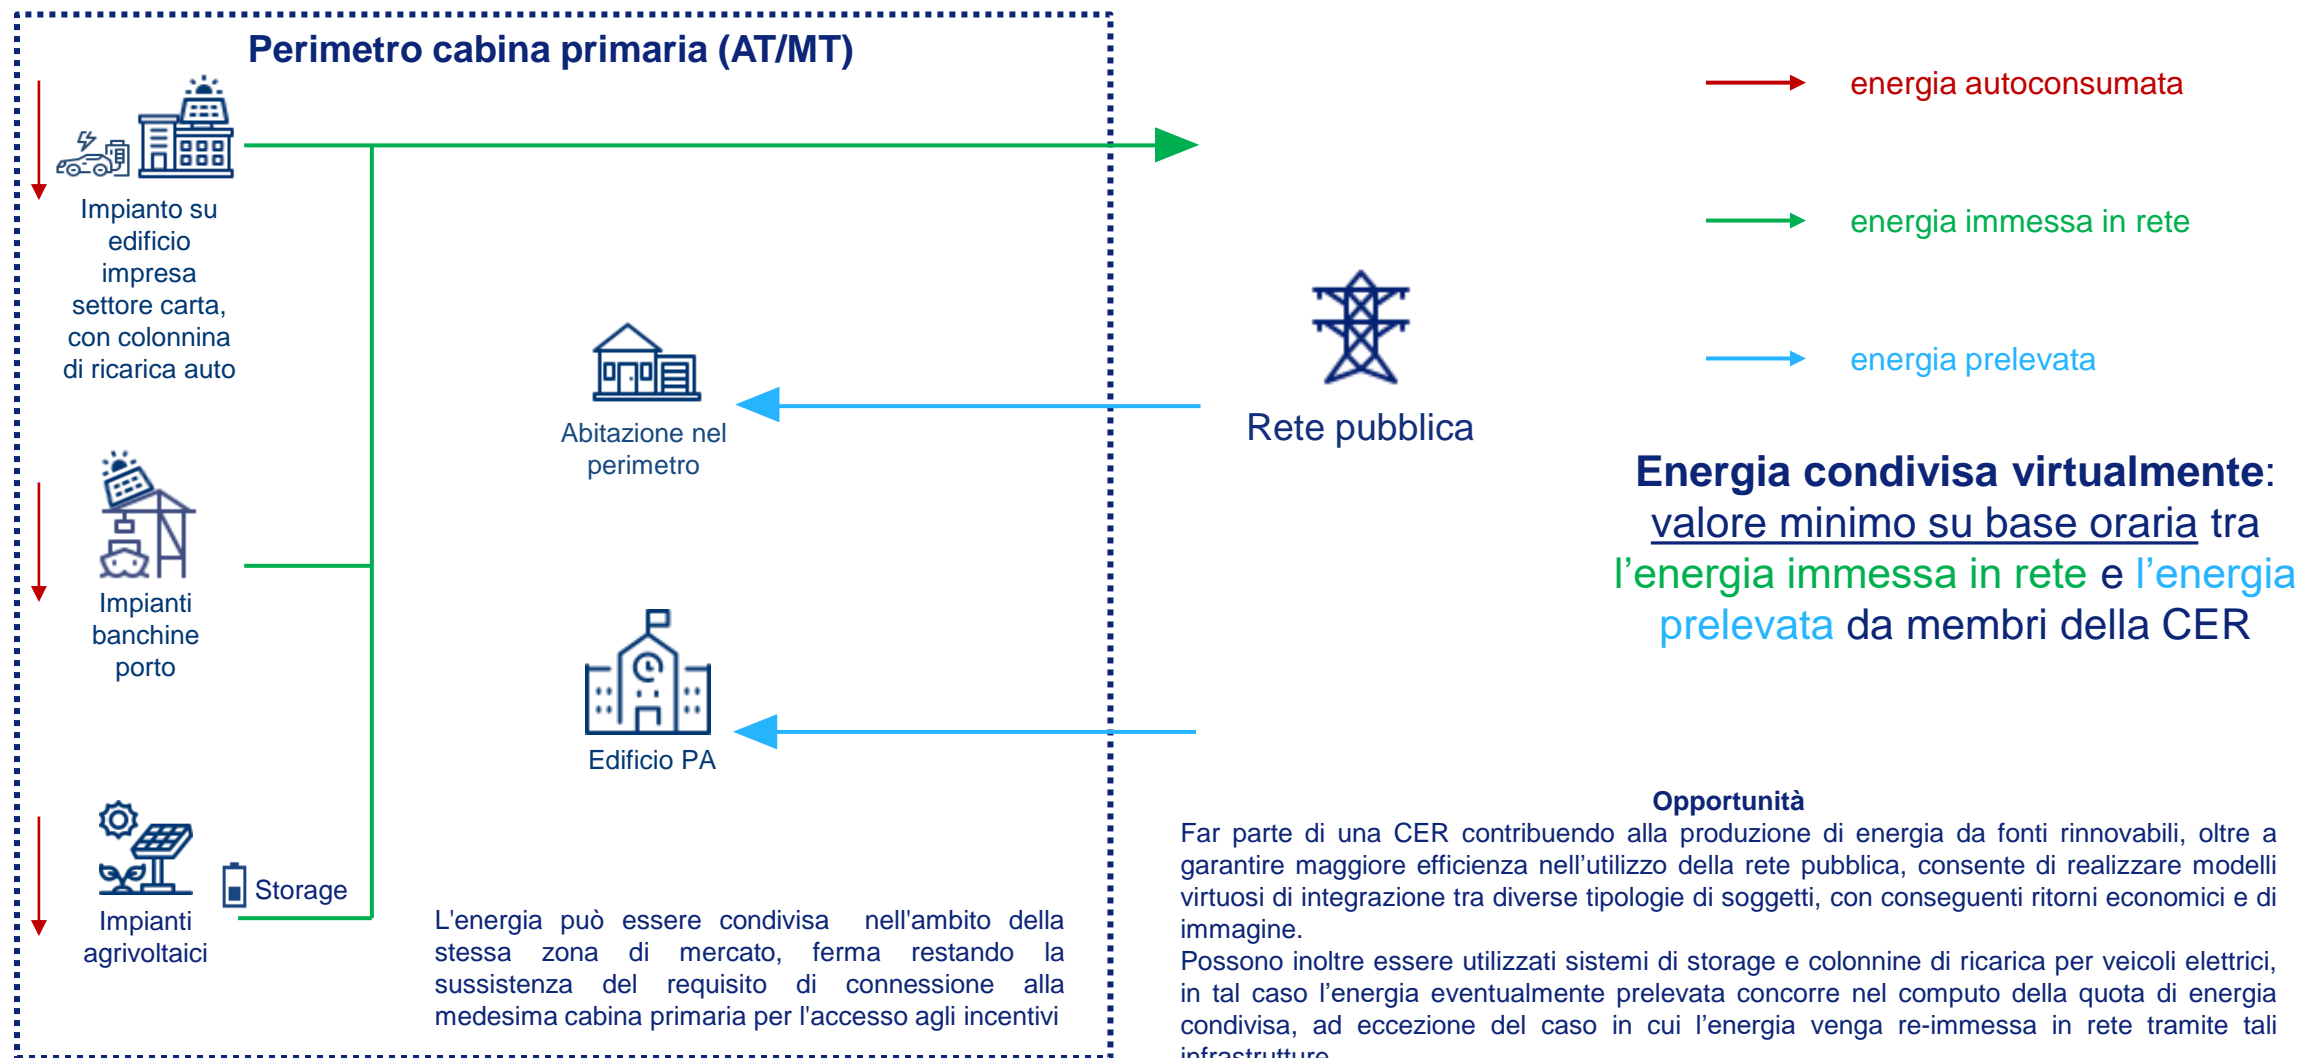 Perimetro cabina primaria (AT/MT)
Impianto su
edificio
impresa
settore carta,
con colonnina
di ricarica auto
Impianti
banchine
porto
Storage
Impianti
agrivoltaici
Abitazione nel
perimetro
Edificio PA
L'energia può essere condivisa nell'ambito della
stessa zona di mercato, ferma restando la
sussistenza del requisito di connessione alla
medesima cabina primaria per l'accesso agli incentivi
Rete pubblica
energia autoconsumata
energia immessa in rete
energia prelevata
Energia condivisa virtualmente:
valore minimo su base oraria tra
l’energia immessa in rete e l’energia
prelevata da membri della CER
Opportunità
Far parte di una CER contribuendo alla produzione di energia da fonti rinnovabili, oltre a
garantire maggiore efficienza nell’utilizzo della rete pubblica, consente di realizzare modelli
virtuosi di integrazione tra diverse tipologie di soggetti, con conseguenti ritorni economici e di
immagine.
Possono inoltre essere utilizzati sistemi di storage e colonnine di ricarica per veicoli elettrici,
in tal caso l’energia eventualmente prelevata concorre nel computo della quota di energia
condivisa, ad eccezione del caso in cui l’energia venga re-immessa in rete tramite tali
infrastrutture